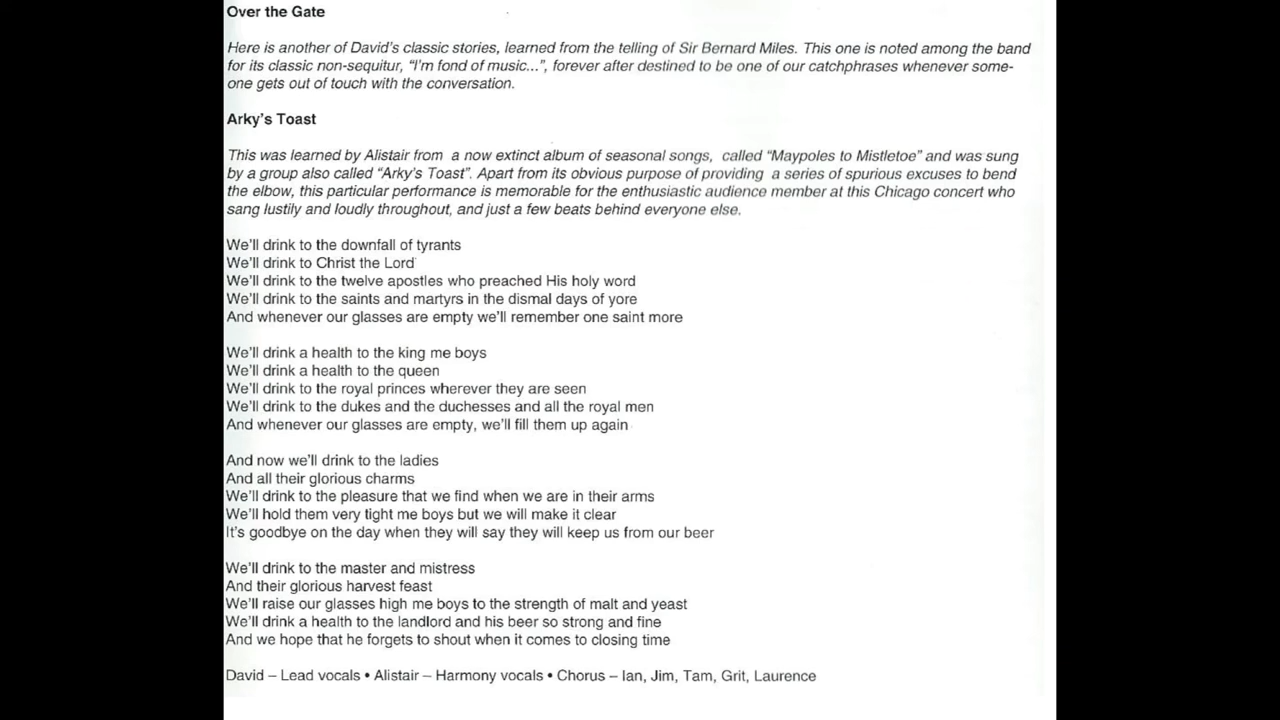 Over the Gate
Here is another of David's classic stories, learned from the telling of Sir Bernard Miles. This one is noted among the band
for its classic non-sequitur, "I'm fond of music...", forever after destined to be one of our catchphrases whenever some-
one gets out of touch with the conversation.
Arky's Toast
This was learned by Alistair from a now extinct album of seasonal songs, called "Maypoles to Mistletoe" and was sung
by a group also called "Arky's Toast". Apart from its obvious purpose of providing a series of spurious excuses to bend
the elbow, this particular performance is memorable for the enthusiastic audience member at this Chicago concert who
sang lustily and loudly throughout, and just a few beats behind everyone else.
We'll drink to the downfall of tyrants
We'll drink to Christ the Lord
We'll drink to the twelve apostles who preached His holy word
We'll drink to the saints and martyrs in the dismal days of yore
And whenever our glasses are empty we'll remember one saint more
We'll drink a health to the king me boys
We'll drink a health to the queen
We'll drink to the royal princes wherever they are seen
We'll drink to the dukes and the duchesses and all the royal men
And whenever our glasses are empty, we'll fill them up again
And now we'll drink to the ladies
And all their glorious charms
We'll drink to the pleasure that we find when we are in their arms
We'll hold them very tight me boys but we will make it clear
It's goodbye on the day when they will say they will keep us from our beer
We'll drink to the master and mistress
And their glorious harvest feast
We'll raise our glasses high me boys to the strength of malt and yeast
We'll drink a health to the landlord and his beer so strong and fine
And we hope that he forgets to shout when it comes to closing time
David – Lead vocals • Alistair – Harmony vocals • Chorus – Ian, Jim, Tam, Grit, Laurence